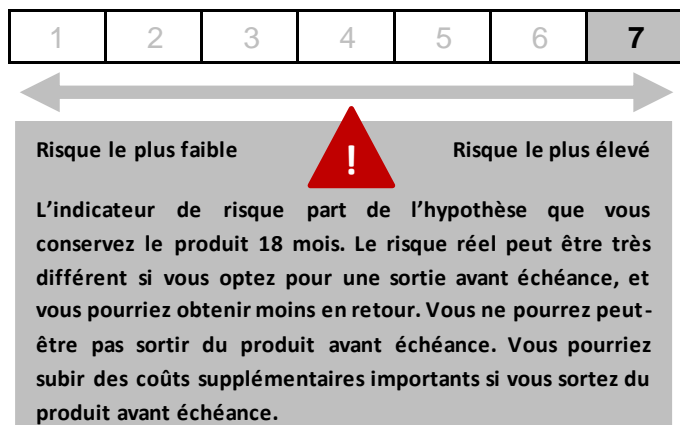 1 2 3 4 5 6 7
!
Risque le plus faible Risque le plus élevé
L’indicateur de risque part de l’hypothèse que vous
conservez le produit 18 mois. Le risque réel peut être très
différent si vous optez pour une sortie avant échéance, et
vous pourriez obtenir moins en retour. Vous ne pourrez peut-
être pas sortir du produit avant échéance. Vous pourriez
subir des coûts supplémentaires importants si vous sortez du
produit avant échéance.